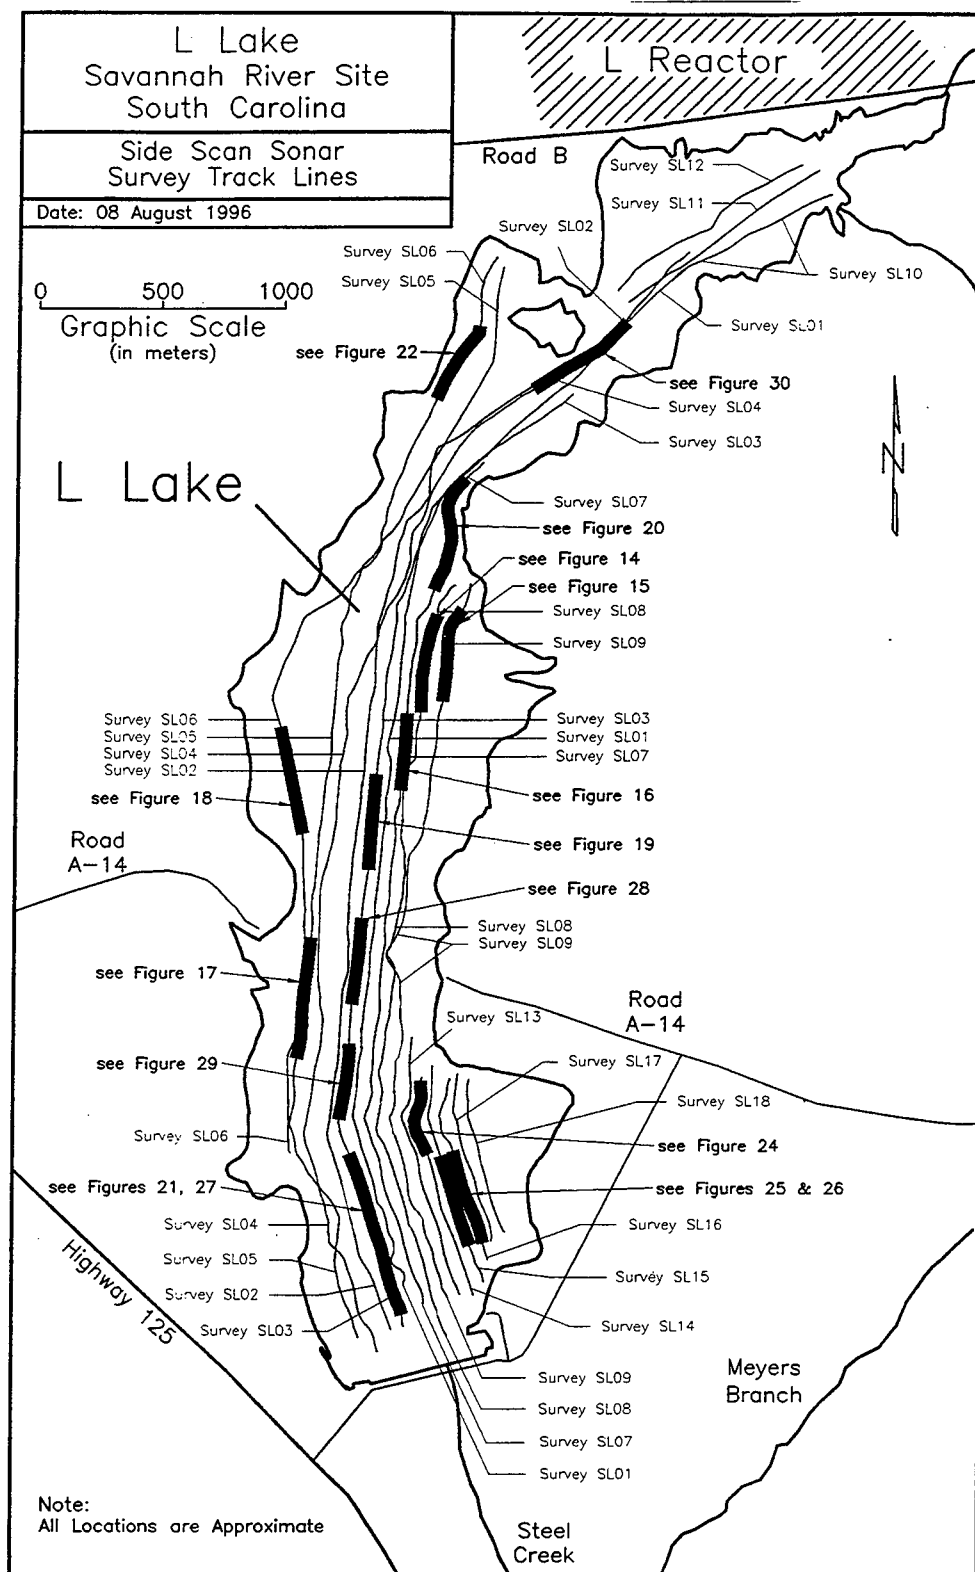 L Lake
Savannah River Site
South Carolina
Side Scan Sonar
Survey Track Lines
Date: 08 August 1996
L Reactor
Road B
Survey SL12
Survey SL11
Survey SL02
Survey SL06
Survey SL05
Survey SL10
0 500 1000
Graphic Scale
(in meters)
Survey SL01
see Figure 22
see Figure 30
Survey SL04
Survey SL03
N
L Lake
Survey SL07
see Figure 20
see Figure 14
see Figure 15
Survey SL08
Survey SL09
Survey SL06
Survey SL05
Survey SL04
Survey SL02
Survey SL03
Survey SL01
Survey SL07
see Figure 18
see Figure 16
Road
A-14
see Figure 19
see Figure 28
Survey SL08
Survey SL09
see Figure 17
Road
A-14
Survey SL13
see Figure 29
Survey SL17
Survey SL18
Survey SL06
see Figure 24
see Figures 21, 27
see Figures 25 & 26
Survey SL04
Survey SL16
Survey SL05
Survey SL15
Survey SL02
Survey SL03
Survey SL14
Highway 125
Survey SL09
Survey SL08
Survey SL07
Survey SL01
Meyers
Branch
Note:
All Locations are Approximate
Steel
Creek